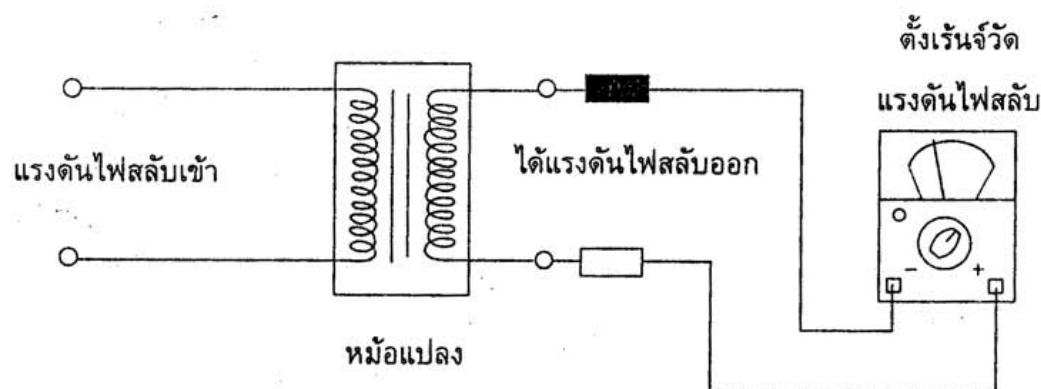 ตั้งเร้นจ์วัด
แรงดันไฟสลับ
แรงดันไฟสลับเข้า
ได้แรงดันไฟสลับออก
− +
หม้อแปลง